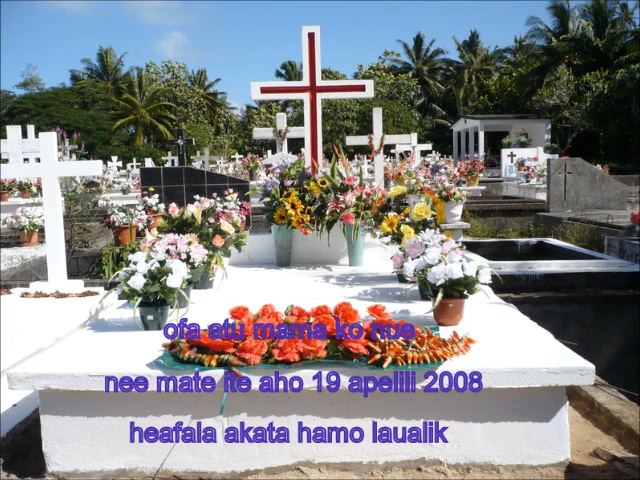 ofa atu mama ko nue
nee mate ite aho 19 apelili 2008
heafala akata hamo laualik